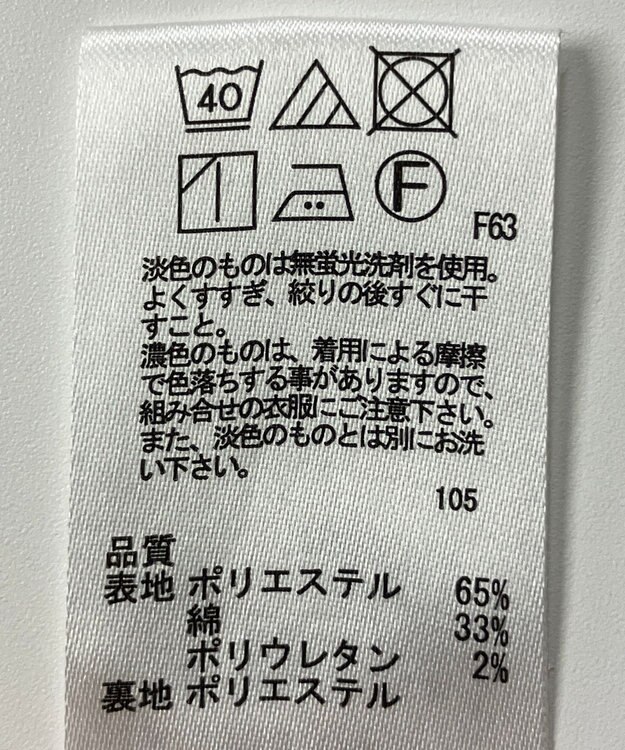 40
F
F63
淡色のものは無蛍光洗剤を使用。
よくすすぎ、絞りの後すぐに干
すこと。
濃色のものは、着用による摩擦
で色落ちする事がありますので、
組み合せの衣服にご注意下さい。
また、淡色のものとは別にお洗
い下さい。
105
品質
表地 ポリエステル 65%
綿 33%
ポリウレタン 2%
裏地 ポリエステル